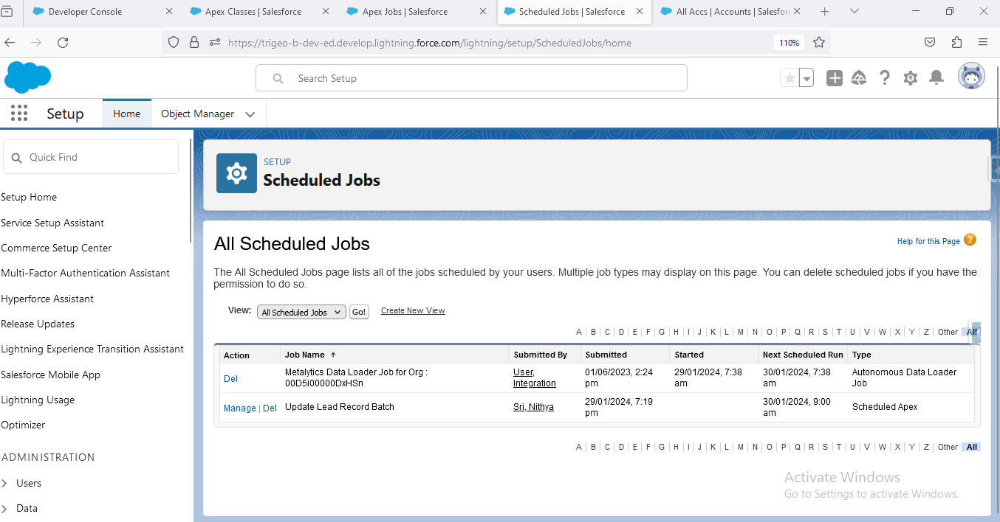 Developer Console
Apex Classes | Salesforce
Apex Jobs | Salesforce
Scheduled Jobs | Salesforce
All Accs | Accounts | Salesforc
https://trigeo-b-dev-ed.develop.lightning.force.com/lightning/setup/ScheduledJobs/home
110%
Search Setup
Setup
Home
Object Manager
Quick Find
Setup Home
Service Setup Assistant
Commerce Setup Center
Multi-Factor Authentication Assistant
Hyperforce Assistant
Release Updates
Lightning Experience Transition Assistant
Salesforce Mobile App
Lightning Usage
Optimizer
ADMINISTRATION
Users
Data
SETUP
Scheduled Jobs
All Scheduled Jobs
Help for this Page ?
The All Scheduled Jobs page lists all of the jobs scheduled by your users. Multiple job types may display on this page. You can delete scheduled jobs if you have the
permission to do so.
View: All Scheduled Jobs Go! Create New View
A | B | C | D | E | F | G | H | I | J | K | L | M | N | O | P | Q | R | S | T | U | V | W | X | Y | Z | Other | All
Action Job Name ↑ Submitted By Submitted Started Next Scheduled Run Type
Del Metalytics Data Loader Job for Org : User, 01/06/2023, 2:24 29/01/2024, 7:38 30/01/2024, 7:38 Autonomous Data Loader
00D5i00000DxHSn Integration pm am am Job
Manage | Del Update Lead Record Batch Sri, Nithya 29/01/2024, 7:19 30/01/2024, 9:00 Scheduled Apex
pm am
A | B | C | D | E | F | G | H | I | J | K | L | M | N | O | P | Q | R | S | T | U | V | W | X | Y | Z | Other | All
Activate Windows
Go to Settings to activate Windows.